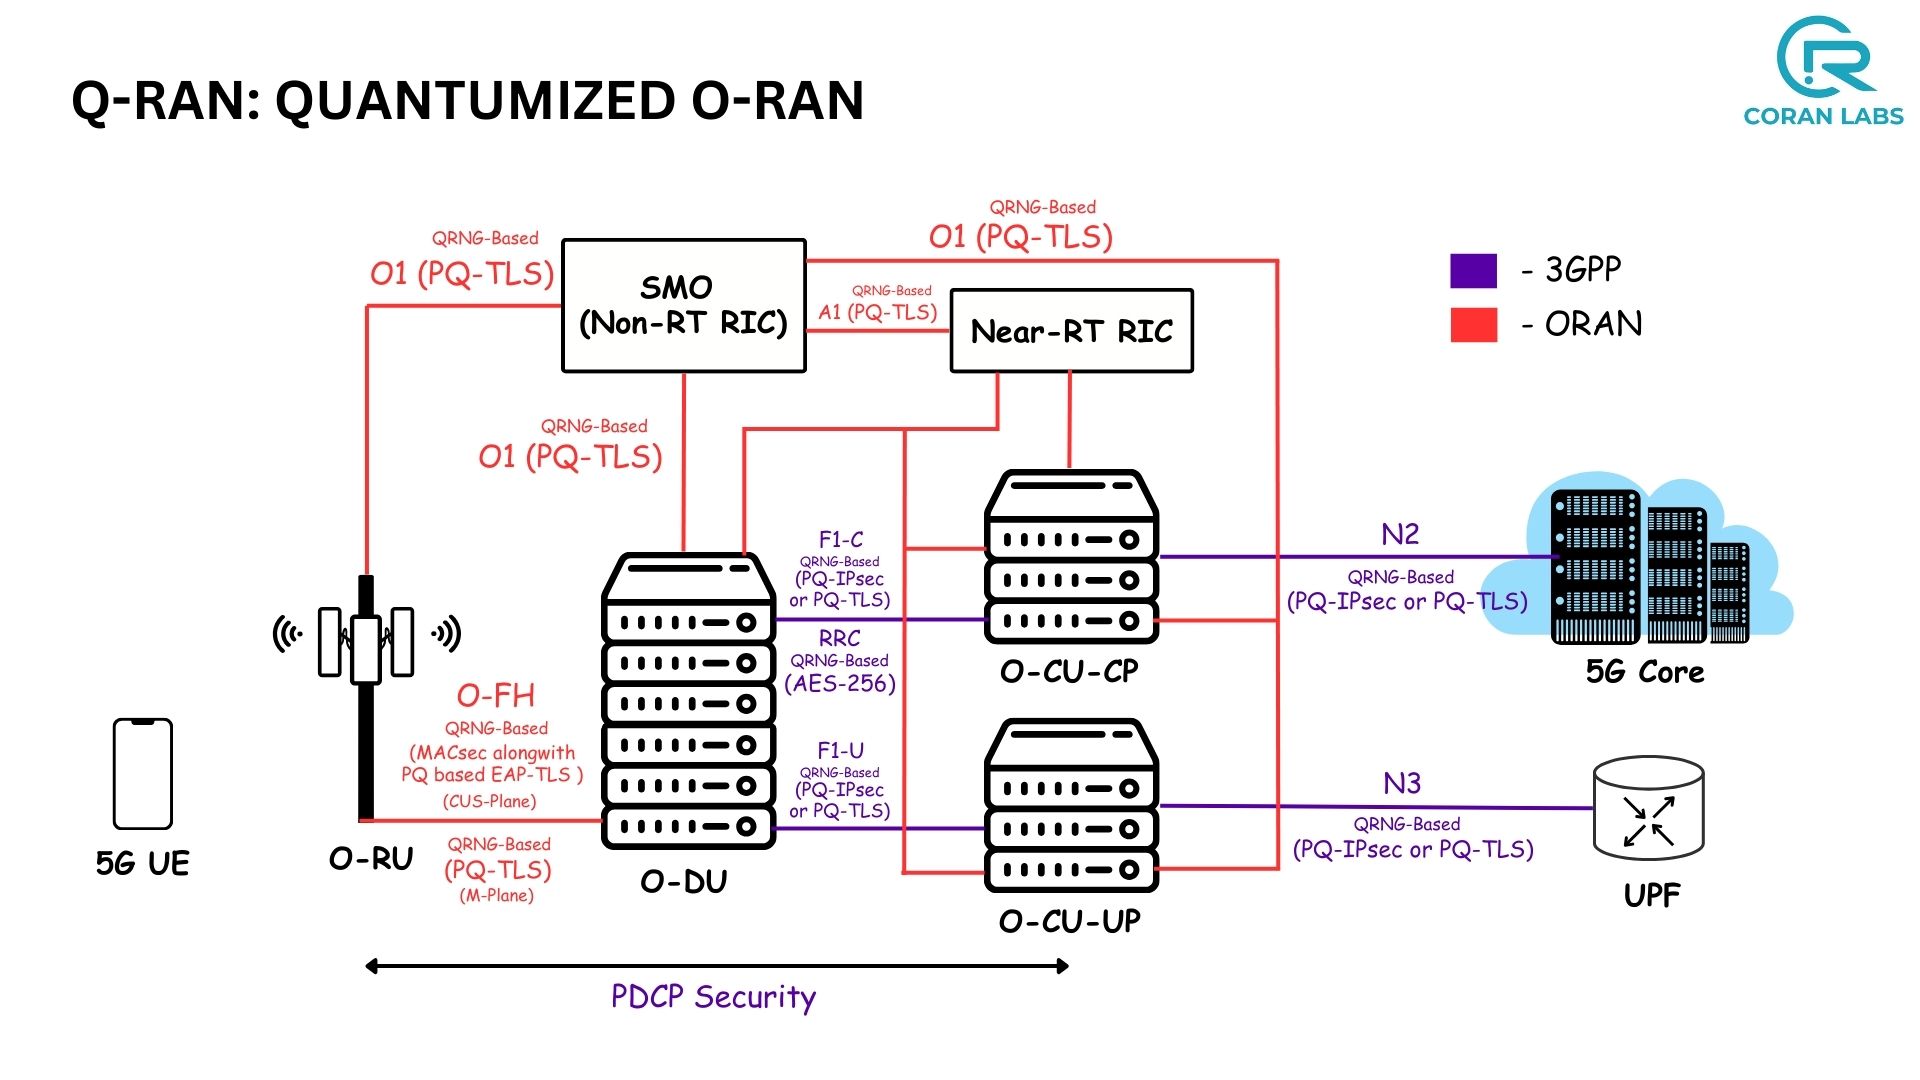 Q-RAN: QUANTUMIZED O-RAN
CORAN LABS
QRNG-Based
O1 (PQ-TLS)
SMO
(Non-RT RIC)
QRNG-Based
O1 (PQ-TLS)
QRNG-Based
A1 (PQ-TLS)
Near-RT RIC
- 3GPP
- ORAN
QRNG-Based
O1 (PQ-TLS)
F1-C
QRNG-Based
(PQ-IPsec
or PQ-TLS)
RRC
QRNG-Based
(AES-256)
O-CU-CP
N2
QRNG-Based
(PQ-IPsec or PQ-TLS)
5G Core
O-FH
QRNG-Based
(MACsec alongwith
PQ based EAP-TLS )
(CUS-Plane)
F1-U
QRNG-Based
(PQ-IPsec
or PQ-TLS)
N3
QRNG-Based
(PQ-IPsec or PQ-TLS)
5G UE
O-RU
QRNG-Based
(PQ-TLS)
(M-Plane)
O-DU
O-CU-UP
UPF
PDCP Security